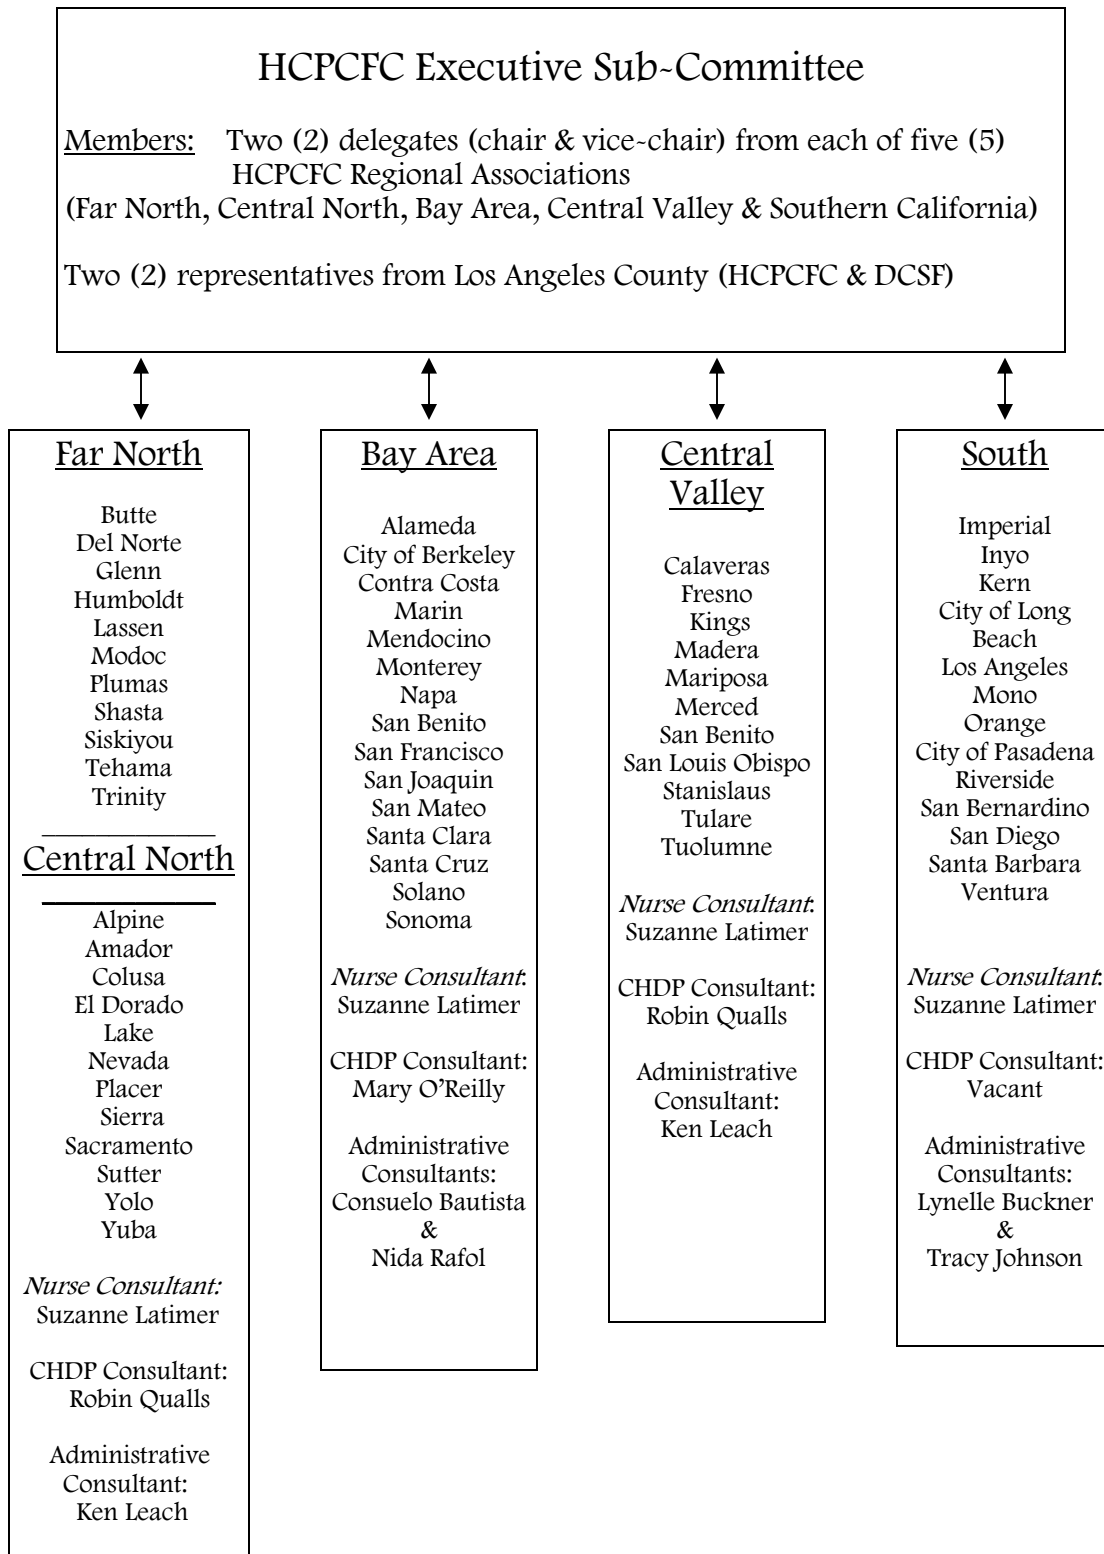 HCPCFC Executive Sub-Committee
Members: Two (2) delegates (chair & vice-chair) from each of five (5)
HCPCFC Regional Associations
(Far North, Central North, Bay Area, Central Valley & Southern California)
Two (2) representatives from Los Angeles County (HCPCFC & DCSF)
Far North
Butte
Del Norte
Glenn
Humboldt
Lassen
Modoc
Plumas
Shasta
Siskiyou
Tehama
Trinity
Central North
Alpine
Amador
Colusa
El Dorado
Lake
Nevada
Placer
Sierra
Sacramento
Sutter
Yolo
Yuba
Nurse Consultant:
Suzanne Latimer
CHDP Consultant:
Robin Qualls
Administrative
Consultant:
Ken Leach
Bay Area
Alameda
City of Berkeley
Contra Costa
Marin
Mendocino
Monterey
Napa
San Benito
San Francisco
San Joaquin
San Mateo
Santa Clara
Santa Cruz
Solano
Sonoma
Nurse Consultant:
Suzanne Latimer
CHDP Consultant:
Mary O'Reilly
Administrative
Consultants:
Consuelo Bautista
&
Nida Rafol
Central
Valley
Calaveras
Fresno
Kings
Madera
Mariposa
Merced
San Benito
San Louis Obispo
Stanislaus
Tulare
Tuolumne
Nurse Consultant:
Suzanne Latimer
CHDP Consultant:
Robin Qualls
Administrative
Consultant:
Ken Leach
South
Imperial
Inyo
Kern
City of Long
Beach
Los Angeles
Mono
Orange
City of Pasadena
Riverside
San Bernardino
San Diego
Santa Barbara
Ventura
Nurse Consultant:
Suzanne Latimer
CHDP Consultant:
Vacant
Administrative
Consultants:
Lynelle Buckner
&
Tracy Johnson